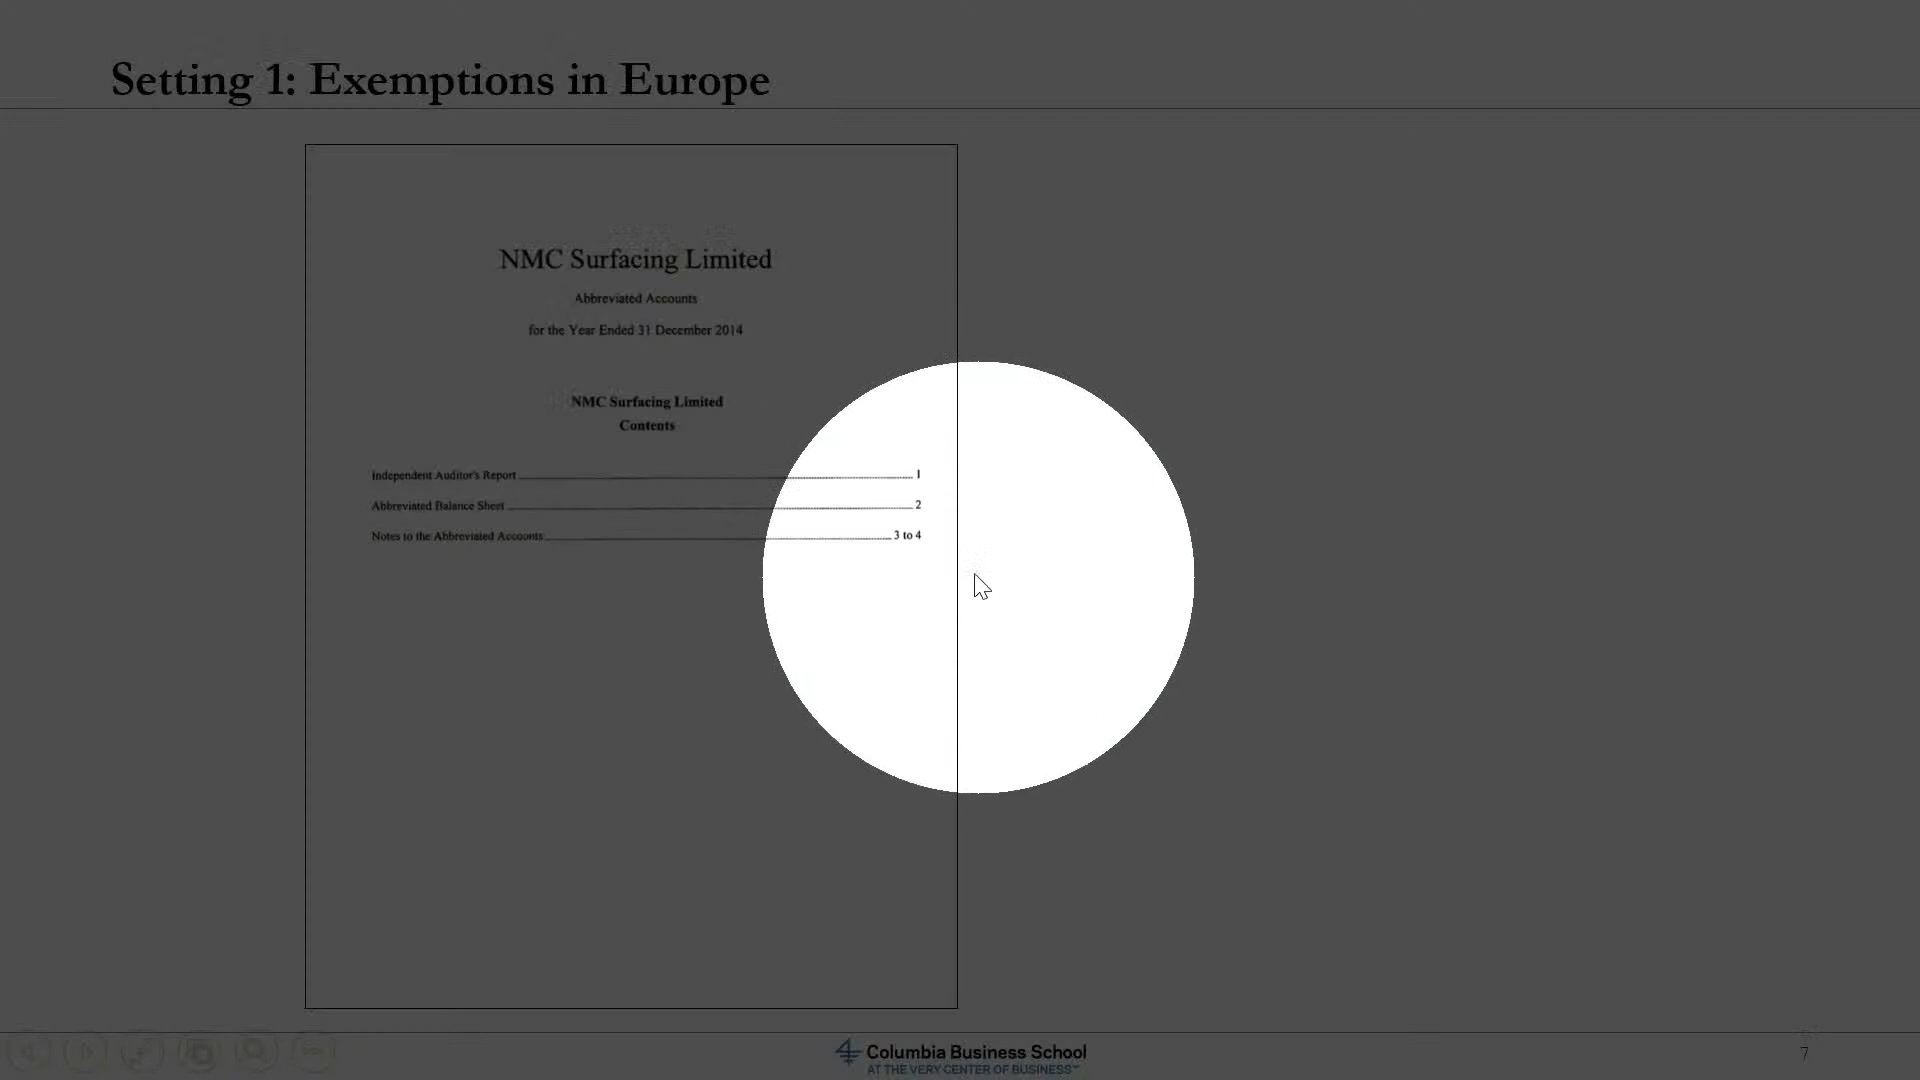 Setting 1: Exemptions in Europe
NMC Surfacing Limited
Abbreviated Accounts
for the Year Ended 31 December 2014
NMC Surfacing Limited
Contents
Independent Auditor's Report 1
Abbreviated Balance Sheet 2
Notes to the Abbreviated Accounts 3 to 4
Columbia Business School
AT THE VERY CENTER OF BUSINESS™
7